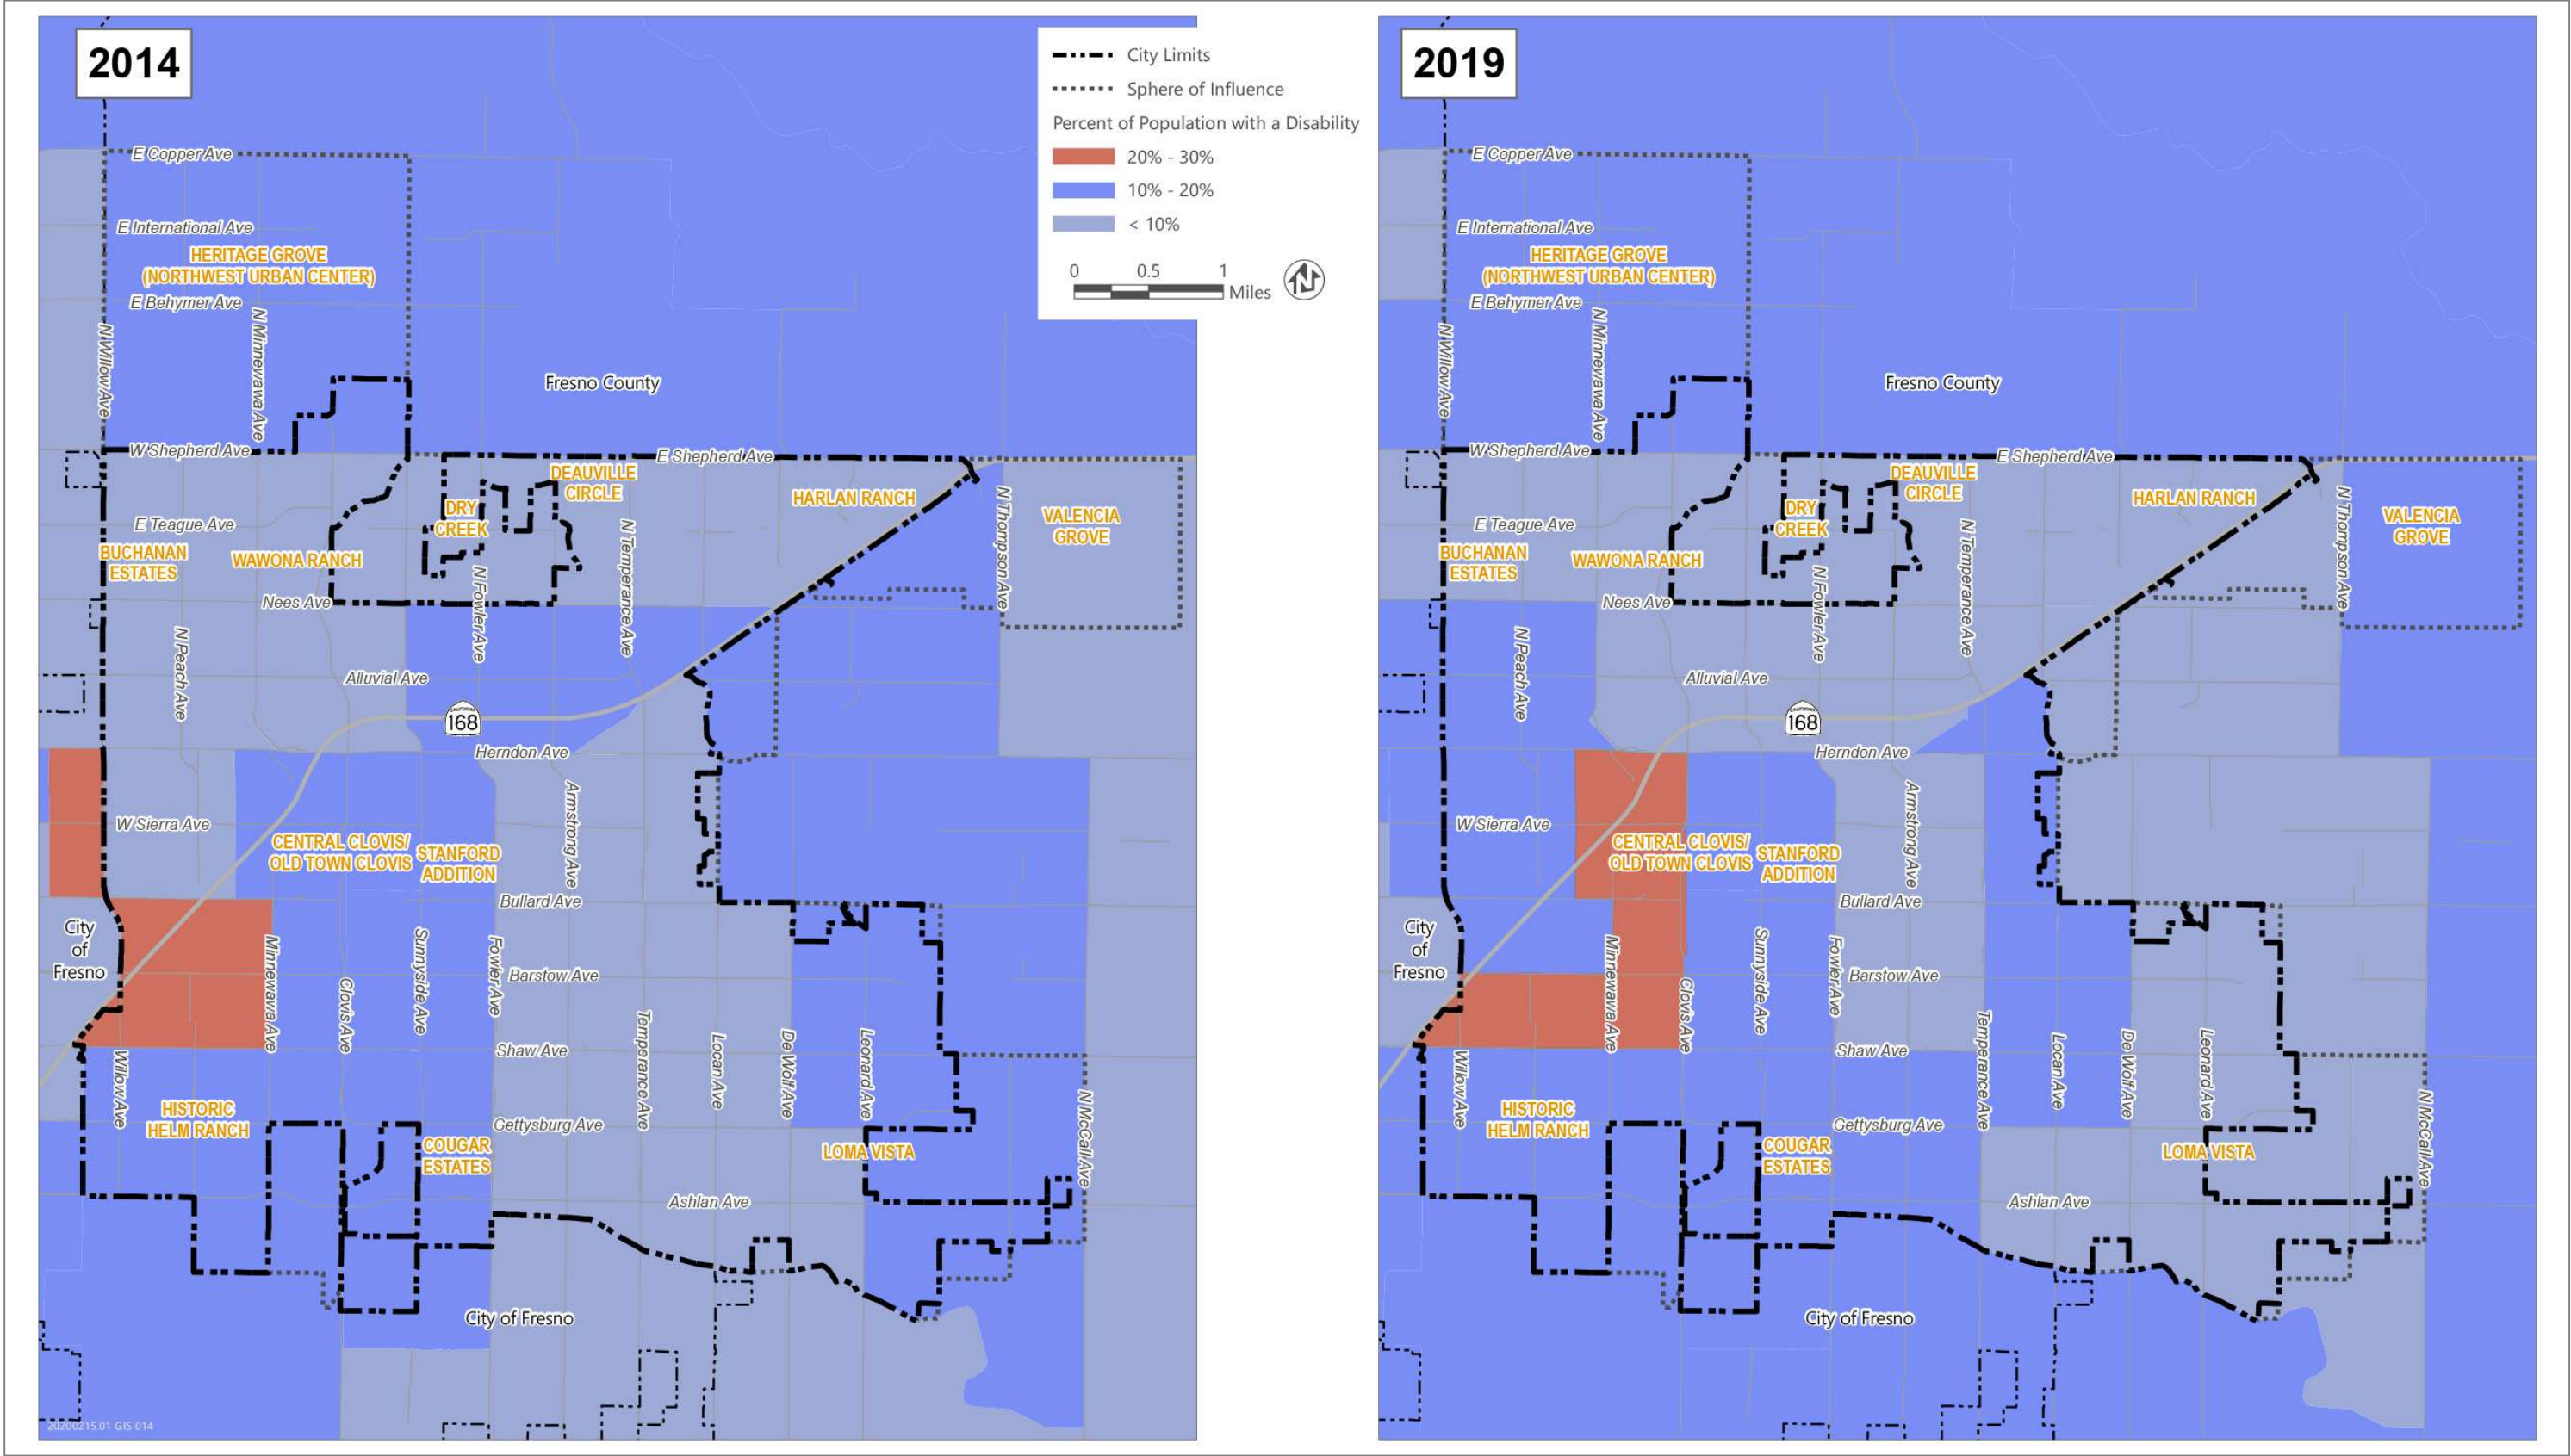 2014
City Limits
Sphere of Influence
Percent of Population with a Disability
20% - 30%
10% - 20%
< 10%
0 0.5 1
Miles
N
E Copper Ave
E International Ave
HERITAGE GROVE
(NORTHWEST URBAN CENTER)
E Behymer Ave
N Willow Ave
N Minnewawa Ave
Fresno County
W Shepherd Ave
E Shepherd Ave
DEAUVILLE
CIRCLE
HARLAN RANCH
DRY
CREEK
N Thompson Ave
VALENCIA
GROVE
E Teague Ave
BUCHANAN
ESTATES
WAWONA RANCH
N Temperance Ave
N Fowler Ave
Nees Ave
N Peach Ave
Alluvial Ave
CALIFORNIA
168
Herndon Ave
Armstrong Ave
W Sierra Ave
CENTRAL CLOVIS/
OLD TOWN CLOVIS
STANFORD
ADDITION
Bullard Ave
City
of
Fresno
Minnewawa Ave
Clovis Ave
Sunnyside Ave
Fowler Ave
Barstow Ave
Shaw Ave
Temperance Ave
Locan Ave
De Wolf Ave
Leonard Ave
Willow Ave
HISTORIC
HELM RANCH
Gettysburg Ave
COUGAR
ESTATES
LOMA VISTA
N McCall Ave
Ashlan Ave
City of Fresno
20200215.01 GIS 014
2019
E Copper Ave
E International Ave
HERITAGE GROVE
(NORTHWEST URBAN CENTER)
E Behymer Ave
N Willow Ave
N Minnewawa Ave
Fresno County
W Shepherd Ave
E Shepherd Ave
DEAUVILLE
CIRCLE
HARLAN RANCH
DRY
CREEK
N Thompson Ave
VALENCIA
GROVE
E Teague Ave
BUCHANAN
ESTATES
WAWONA RANCH
N Temperance Ave
N Fowler Ave
Nees Ave
N Peach Ave
Alluvial Ave
CALIFORNIA
168
Herndon Ave
Armstrong Ave
W Sierra Ave
CENTRAL CLOVIS/
OLD TOWN CLOVIS
STANFORD
ADDITION
Bullard Ave
City
of
Fresno
Minnewawa Ave
Clovis Ave
Sunnyside Ave
Fowler Ave
Barstow Ave
Shaw Ave
Temperance Ave
Locan Ave
De Wolf Ave
Leonard Ave
Willow Ave
HISTORIC
HELM RANCH
Gettysburg Ave
COUGAR
ESTATES
LOMA VISTA
N McCall Ave
Ashlan Ave
City of Fresno